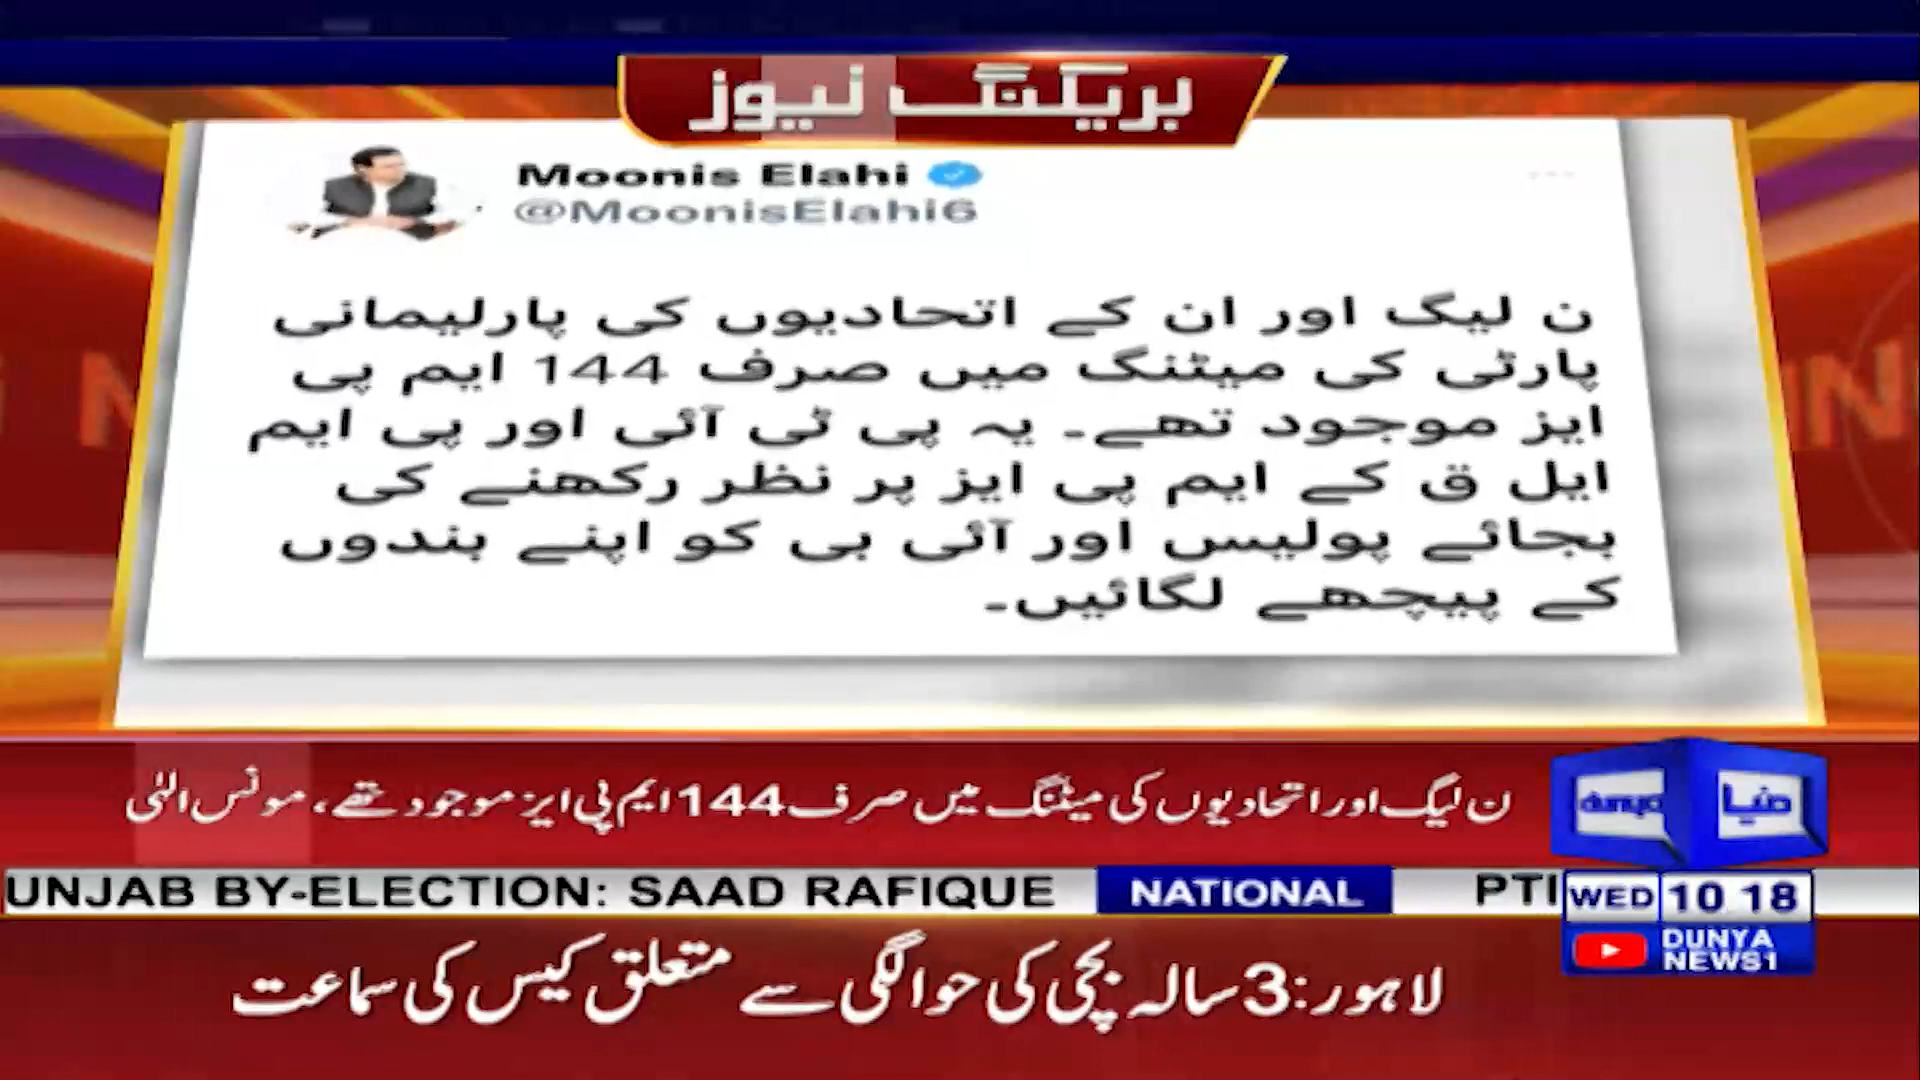 بریکنگ نیوز
Moonis Elahi
@MoonisElahi6
ن لیگ اور ان کے اتحادیوں کی پارلیمانی
پارٹی کی میٹنگ میں صرف 144 ایم پی
ایز موجود تھے۔ یہ پی ٹی آئی اور پی ایم
ایل ق کے ایم پی ایز پر نظر رکھنے کی
بجائے پولیس اور آئی بی کو اپنے بندوں
کے پیچھے لگائیں۔
ن لیگ اور اتحادیوں کی میٹنگ میں صرف 144 ایم پی ایز موجود تھے، مونس الٰہی
dunya
دنیا
UNJAB BY-ELECTION: SAAD RAFIQUE NATIONAL PTI
WED 10 18
DUNYA
NEWS1
لاہور: 3 سالہ بچی کی حوالگی سے متعلق کیس کی سماعت